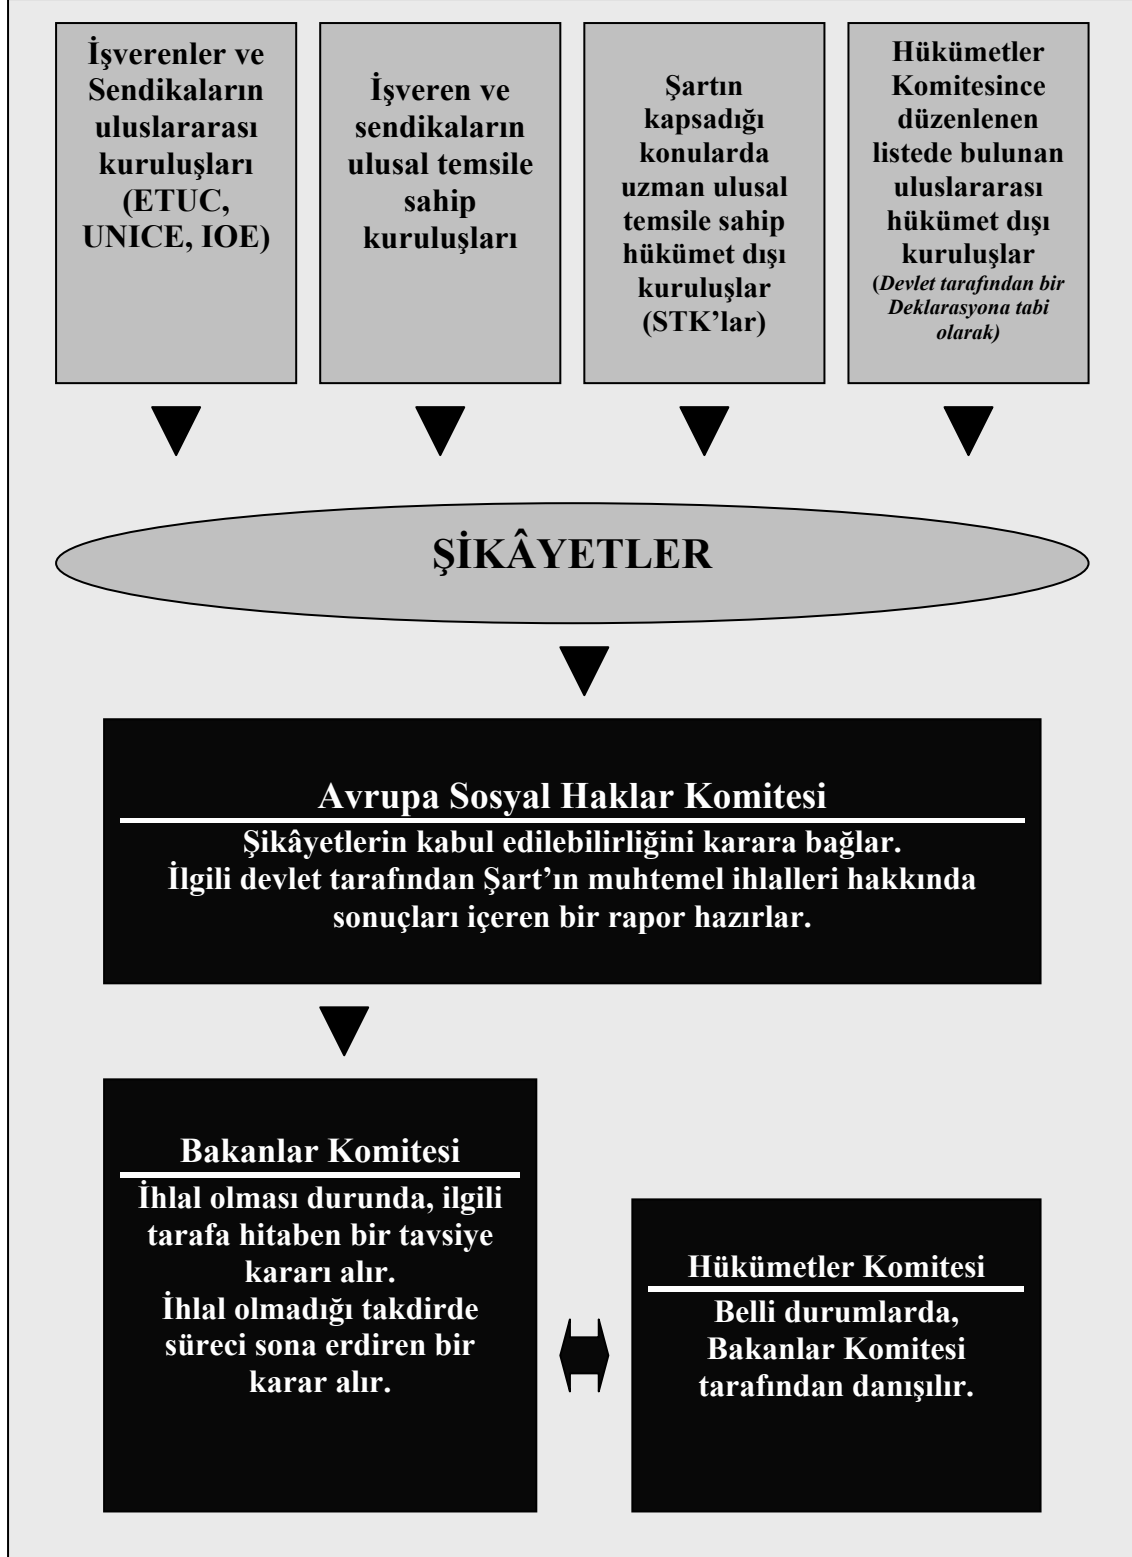 İşverenler ve
Sendikaların
uluslararası
kuruluşları
(ETUC,
UNICE, IOE)
İşveren ve
sendikaların
ulusal temsile
sahip
kuruluşları
Şartın
kapsadığı
konularda
uzman ulusal
temsile sahip
hükümet dışı
kuruluşlar
(STK’lar)
Hükümetler
Komitesince
düzenlenen
listede bulunan
uluslararası
hükümet dışı
kuruluşlar
(Devlet tarafından bir
Deklarasyona tabi
olarak)
ŞİKÂYETLER
Avrupa Sosyal Haklar Komitesi
Şikâyetlerin kabul edilebilirliğini karara bağlar.
İlgili devlet tarafından Şart’ın muhtemel ihlalleri hakkında
sonuçları içeren bir rapor hazırlar.
Bakanlar Komitesi
İhlal olması durunda, ilgili
tarafa hitaben bir tavsiye
kararı alır.
İhlal olmadığı takdirde
süreci sona erdiren bir
karar alır.
Hükümetler Komitesi
Belli durumlarda,
Bakanlar Komitesi
tarafından danışılır.